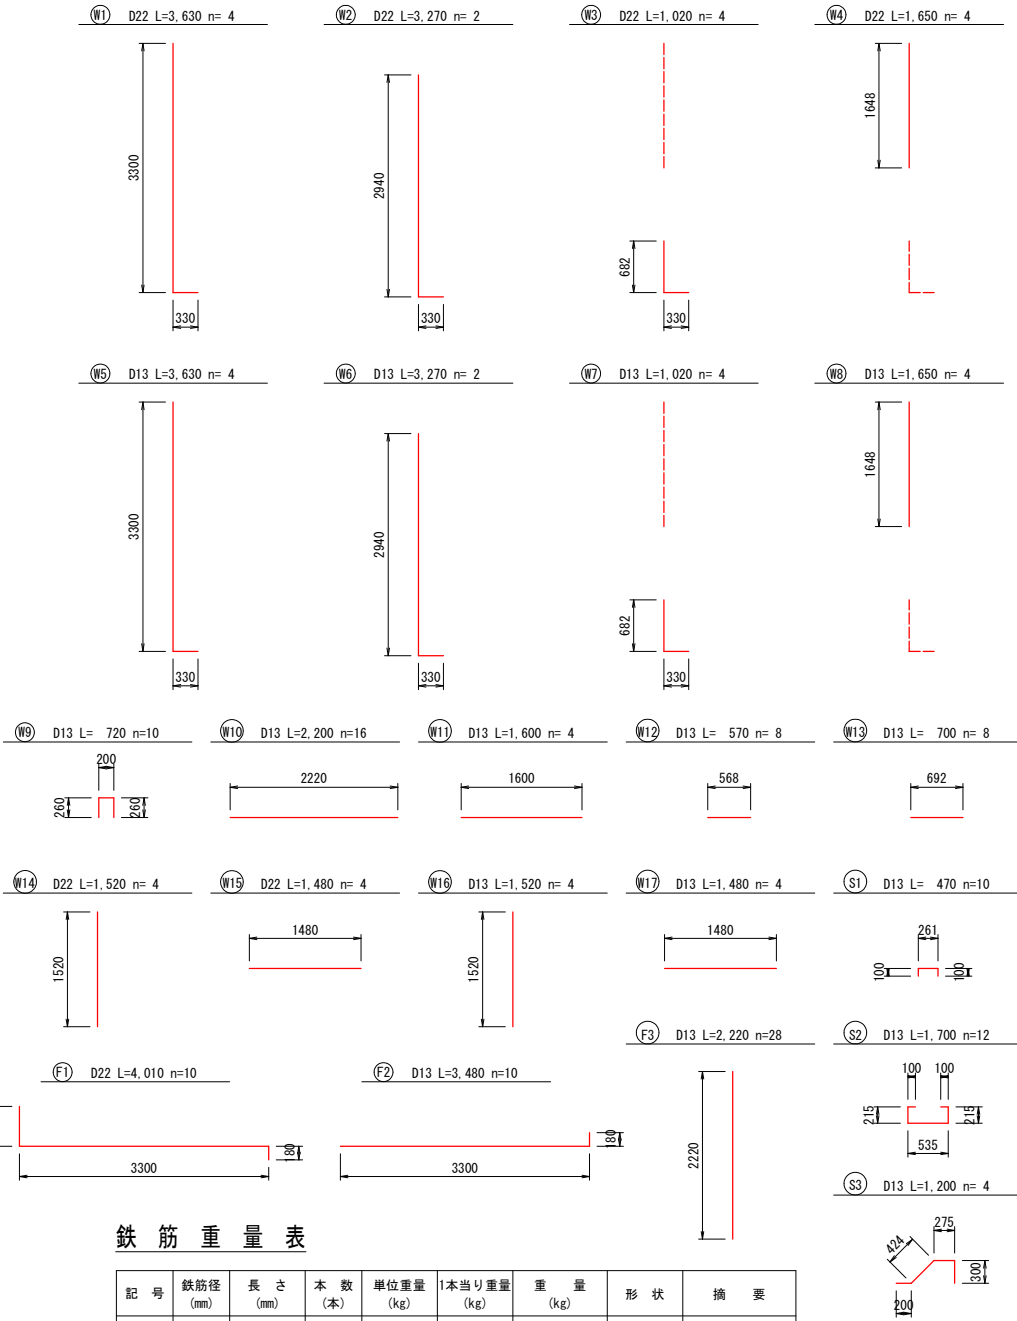 W1 D22 L=3,630 n= 4
W2 D22 L=3,270 n= 2
W3 D22 L=1,020 n= 4
W4 D22 L=1,650 n= 4
3300
330
2940
330
682
330
1648
W5 D13 L=3,630 n= 4
W6 D13 L=3,270 n= 2
W7 D13 L=1,020 n= 4
W8 D13 L=1,650 n= 4
3300
330
2940
330
682
330
1648
W9 D13 L= 720 n=10
W10 D13 L=2,200 n=16
W11 D13 L=1,600 n= 4
W12 D13 L= 570 n= 8
W13 D13 L= 700 n= 8
200
260
260
2220
1600
568
692
W14 D22 L=1,520 n= 4
W15 D22 L=1,480 n= 4
W16 D13 L=1,520 n= 4
W17 D13 L=1,480 n= 4
S1 D13 L= 470 n=10
1520
1480
1520
1480
261
100
100
F1 D22 L=4,010 n=10
F2 D13 L=3,480 n=10
F3 D13 L=2,220 n=28
S2 D13 L=1,700 n=12
3300
180
3300
180
2220
100
100
215
215
535
S3 D13 L=1,200 n= 4
424
275
300
200
鉄筋重量表
記号
鉄筋径
(mm)
長さ
(mm)
本数
(本)
単位重量
(kg)
1本当り重量
(kg)
重量
(kg)
形状
摘要